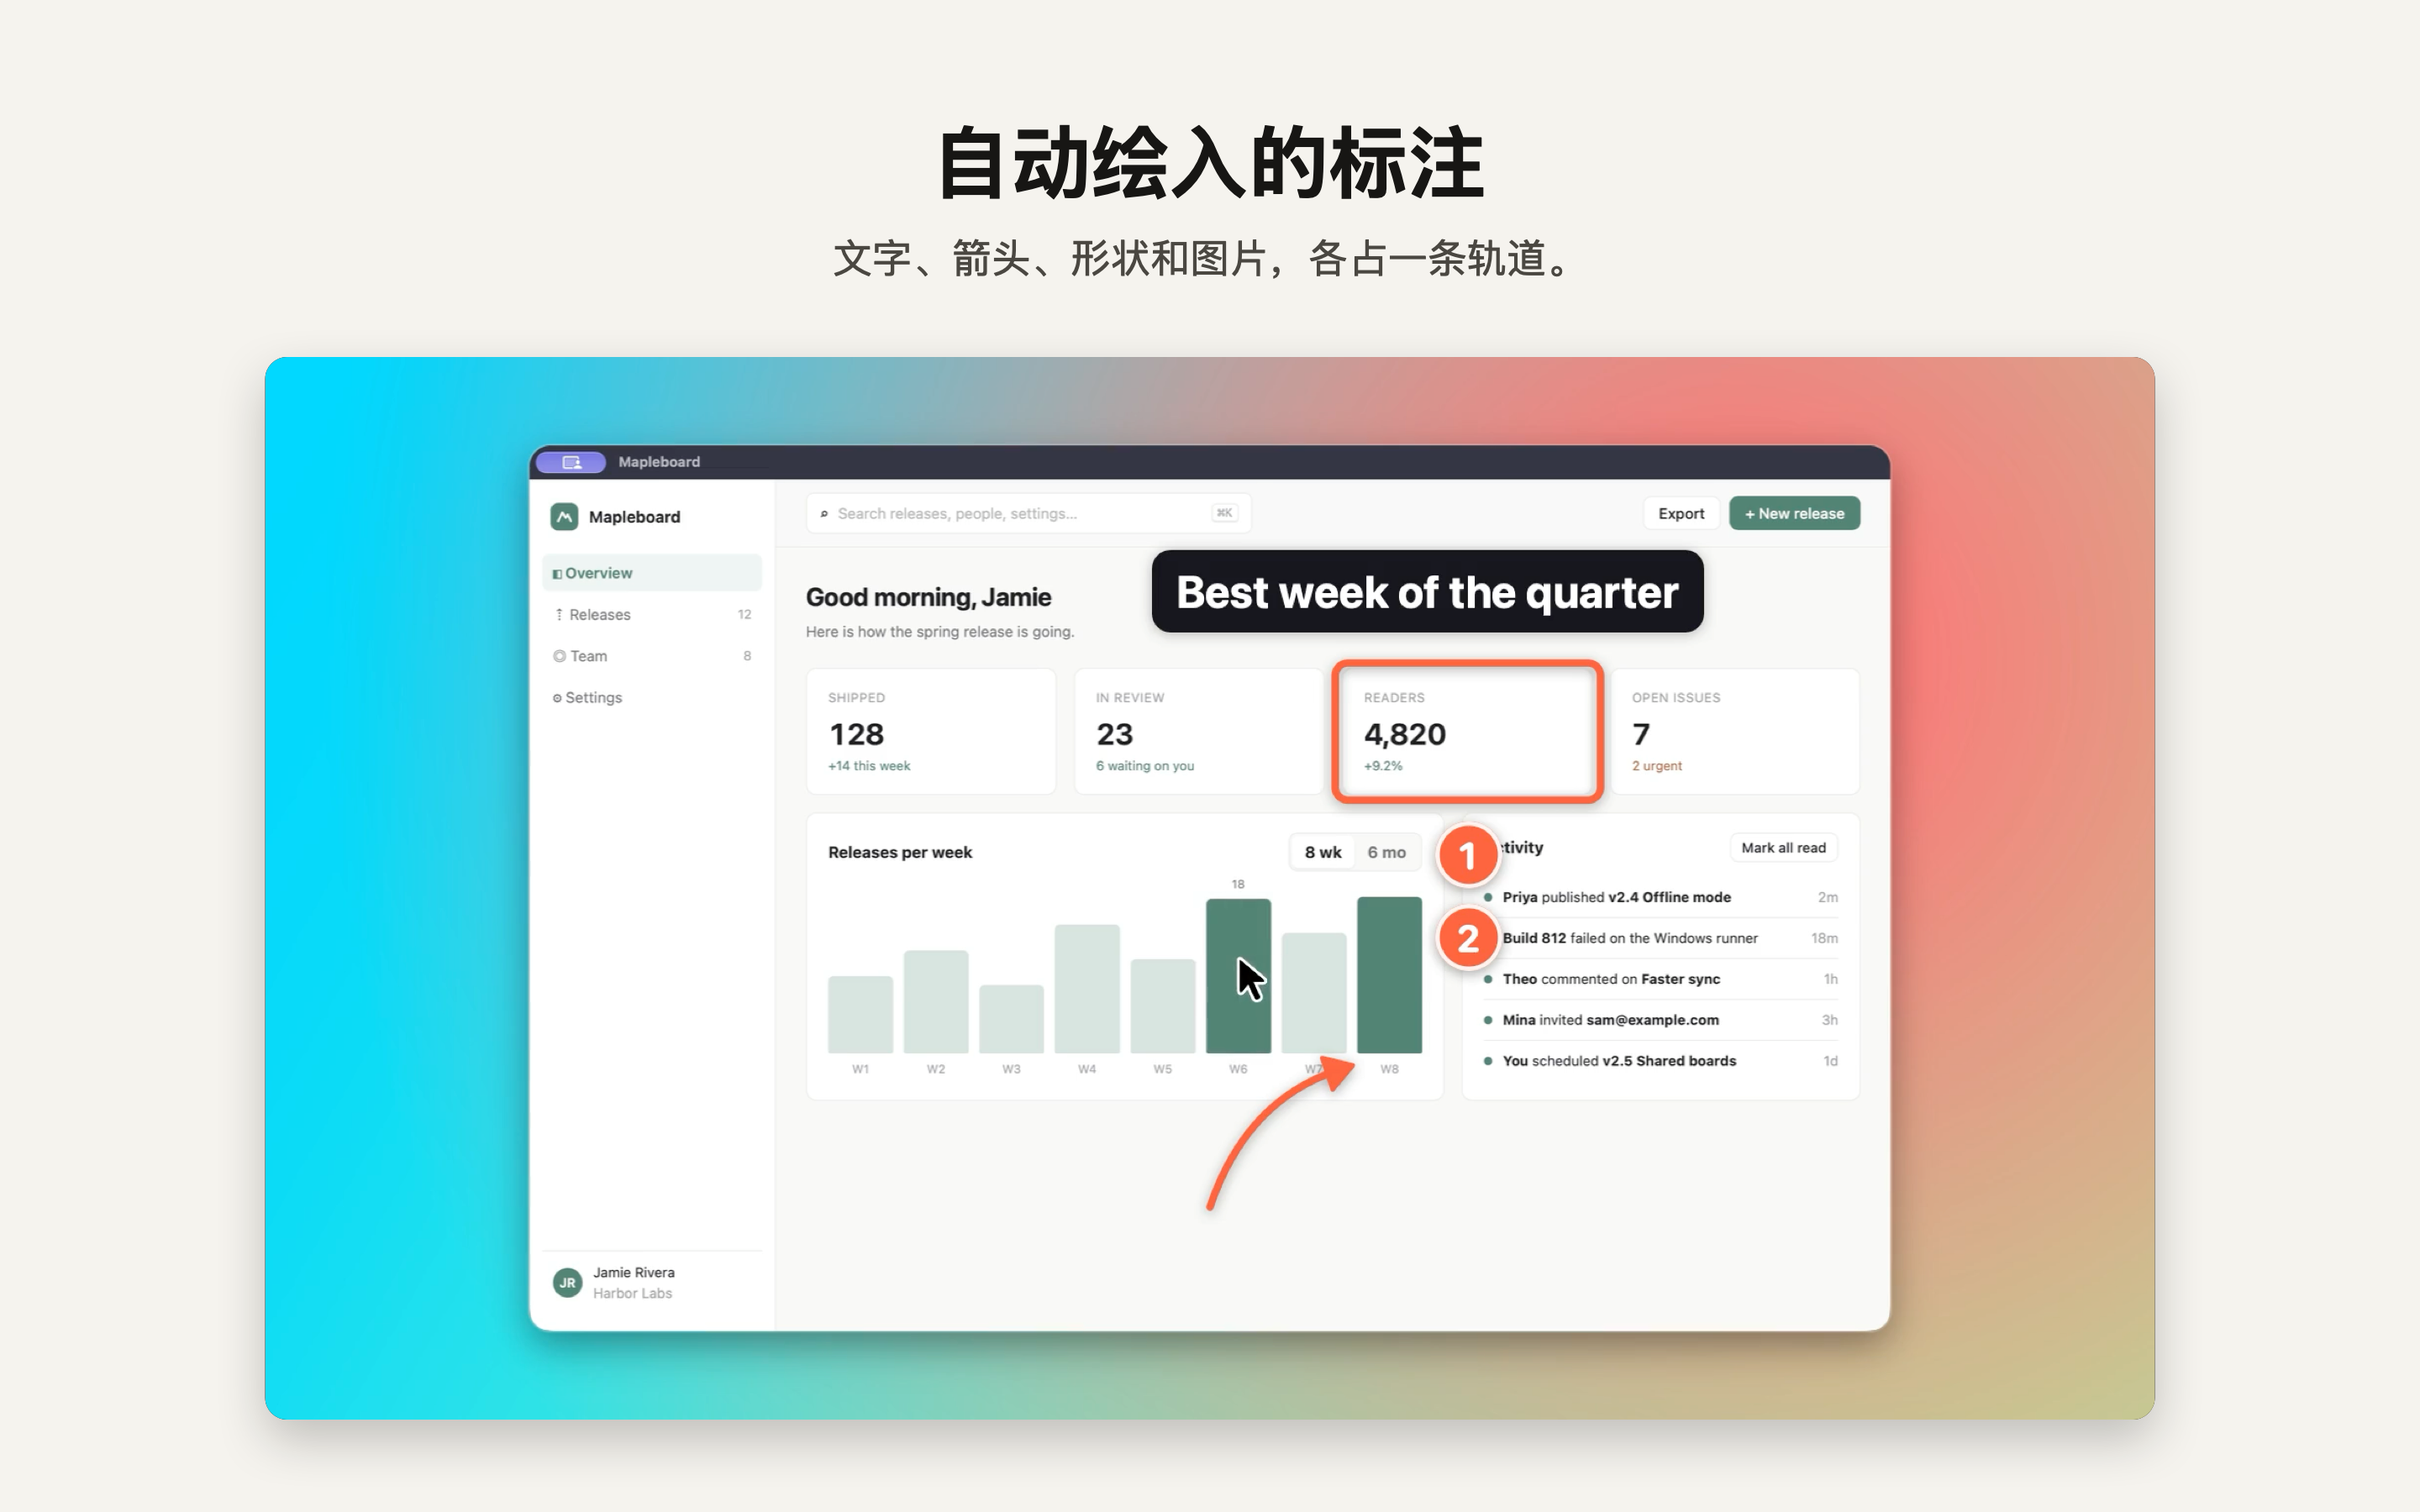 自动绘入的标注
文字、箭头、形状和图片，各占一条轨道。
Mapleboard
Mapleboard
Search releases, people, settings...
⌘K
Export
+ New release
Overview
Releases 12
Team 8
Settings
Good morning, Jamie
Here is how the spring release is going.
Best week of the quarter
SHIPPED
128
+14 this week
IN REVIEW
23
6 waiting on you
READERS
4,820
+9.2%
OPEN ISSUES
7
2 urgent
Releases per week
8 wk
6 mo
18
W1 W2 W3 W4 W5 W6 W7 W8
1
tivity
Mark all read
Priya published v2.4 Offline mode 2m
2
Build 812 failed on the Windows runner 18m
Theo commented on Faster sync 1h
Mina invited sam@example.com 3h
You scheduled v2.5 Shared boards 1d
JR
Jamie Rivera
Harbor Labs